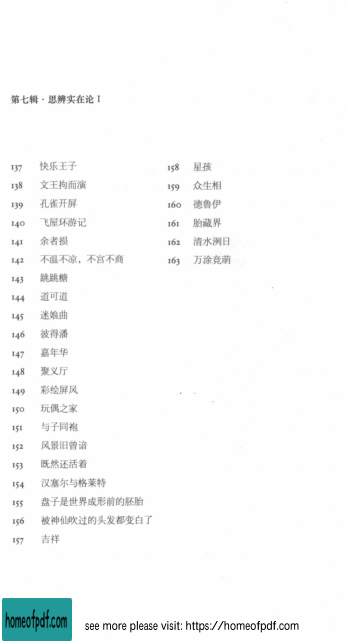 第七辑·思辨实在论 I
137 快乐王子
138 文王拘而演
139 孔雀开屏
140 飞屋环游记
141 余者损
142 不温不凉，不宫不商
143 跳跳糖
144 道可道
145 迷娘曲
146 彼得潘
147 嘉年华
148 聚义厅
149 彩绘屏风
150 玩偶之家
151 与子同袍
152 风景旧曾谙
153 既然还活着
154 汉塞尔与格莱特
155 盘子是世界成形前的胚胎
156 被神仙吹过的头发都变白了
157 吉祥
158 星孩
159 众生相
160 德鲁伊
161 胎藏界
162 清水洌日
163 万涂竞萌
homeofpdf.com
see more please visit: https://homeofpdf.com